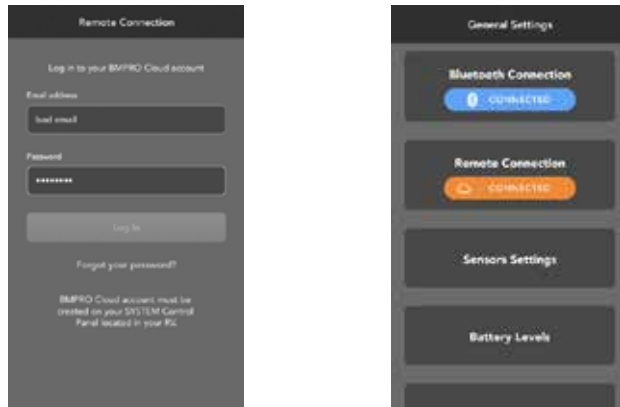 Remote Connection
Log in to your BMPRO Cloud account
Email address
bad email
Password
•••••••••
Log In
Forgot your password?
BMPRO Cloud account must be
created on your SYSTEM Control
Panel located in your RV.
General Settings
Bluetooth Connection
CONNECTED
Remote Connection
CONNECTED
Sensors Settings
Battery Levels